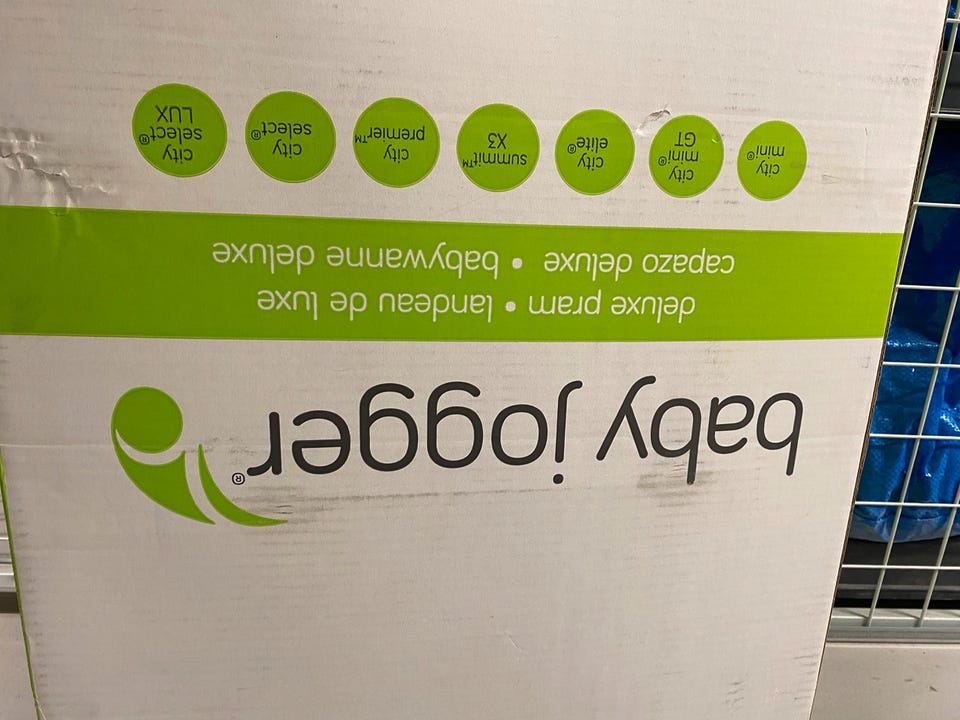 baby jogger®
deluxe pram • landeau de luxe
capazo deluxe • babywanne deluxe
city
mini®
city
mini®
GT
city
elite®
summit™
X3
city
premier™
city
select®
city
select®
LUX